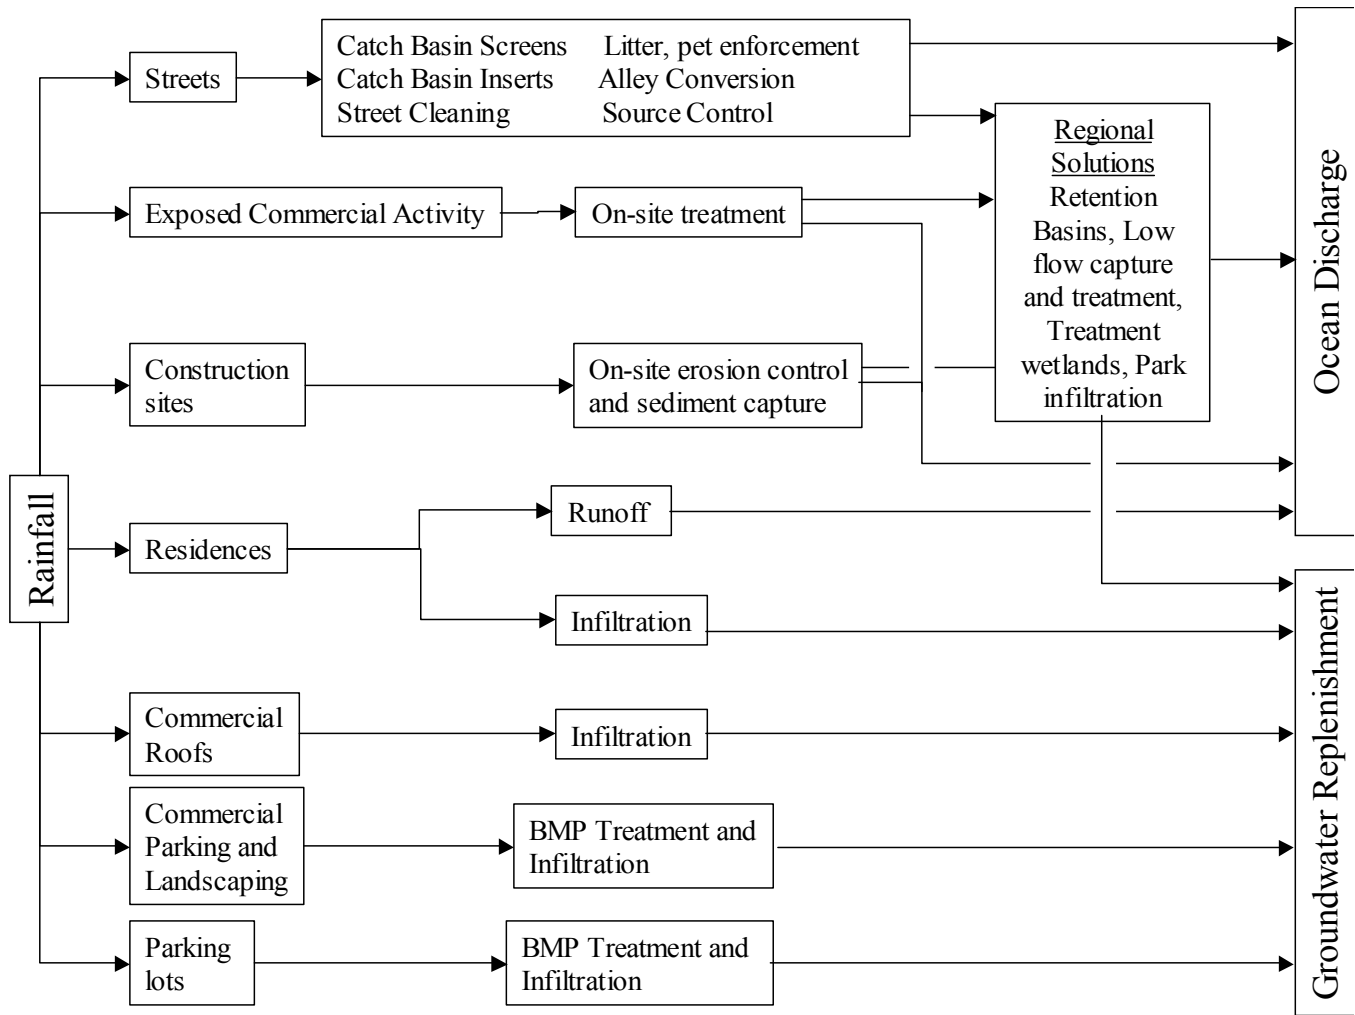 Rainfall
Streets
Catch Basin Screens Litter, pet enforcement
Catch Basin Inserts Alley Conversion
Street Cleaning Source Control
Exposed Commercial Activity
On-site treatment
Construction
sites
On-site erosion control
and sediment capture
Regional
Solutions
Retention
Basins, Low
flow capture
and treatment,
Treatment
wetlands, Park
infiltration
Residences
Runoff
Infiltration
Commercial
Roofs
Infiltration
Commercial
Parking and
Landscaping
BMP Treatment and
Infiltration
Parking
lots
BMP Treatment and
Infiltration
Ocean Discharge
Groundwater Replenishment